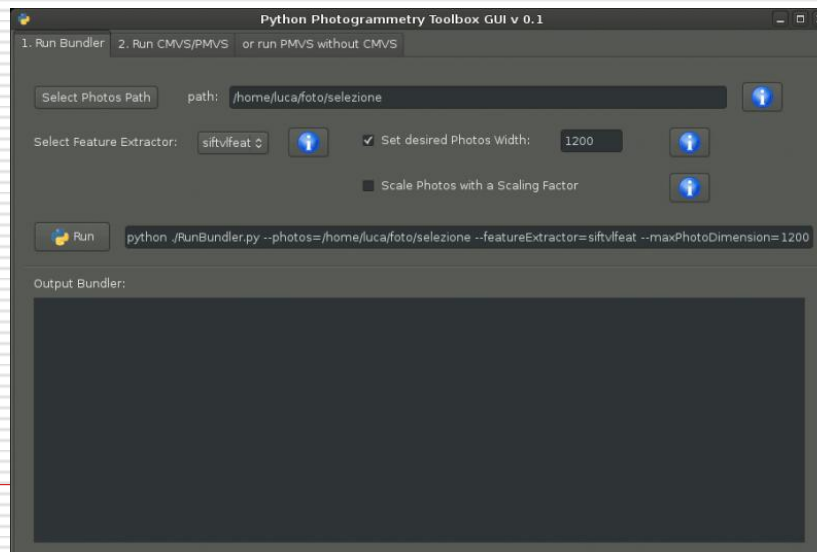 Python Photogrammetry Toolbox GUI v 0.1
1. Run Bundler 2. Run CMVS/PMVS or run PMVS without CMVS
Select Photos Path path: /home/luca/foto/selezione
Select Feature Extractor: siftvlfeat Set desired Photos Width: 1200
Scale Photos with a Scaling Factor
Run python ./RunBundler.py --photos=/home/luca/foto/selezione --featureExtractor=siftvlfeat --maxPhotoDimension=1200
Output Bundler: